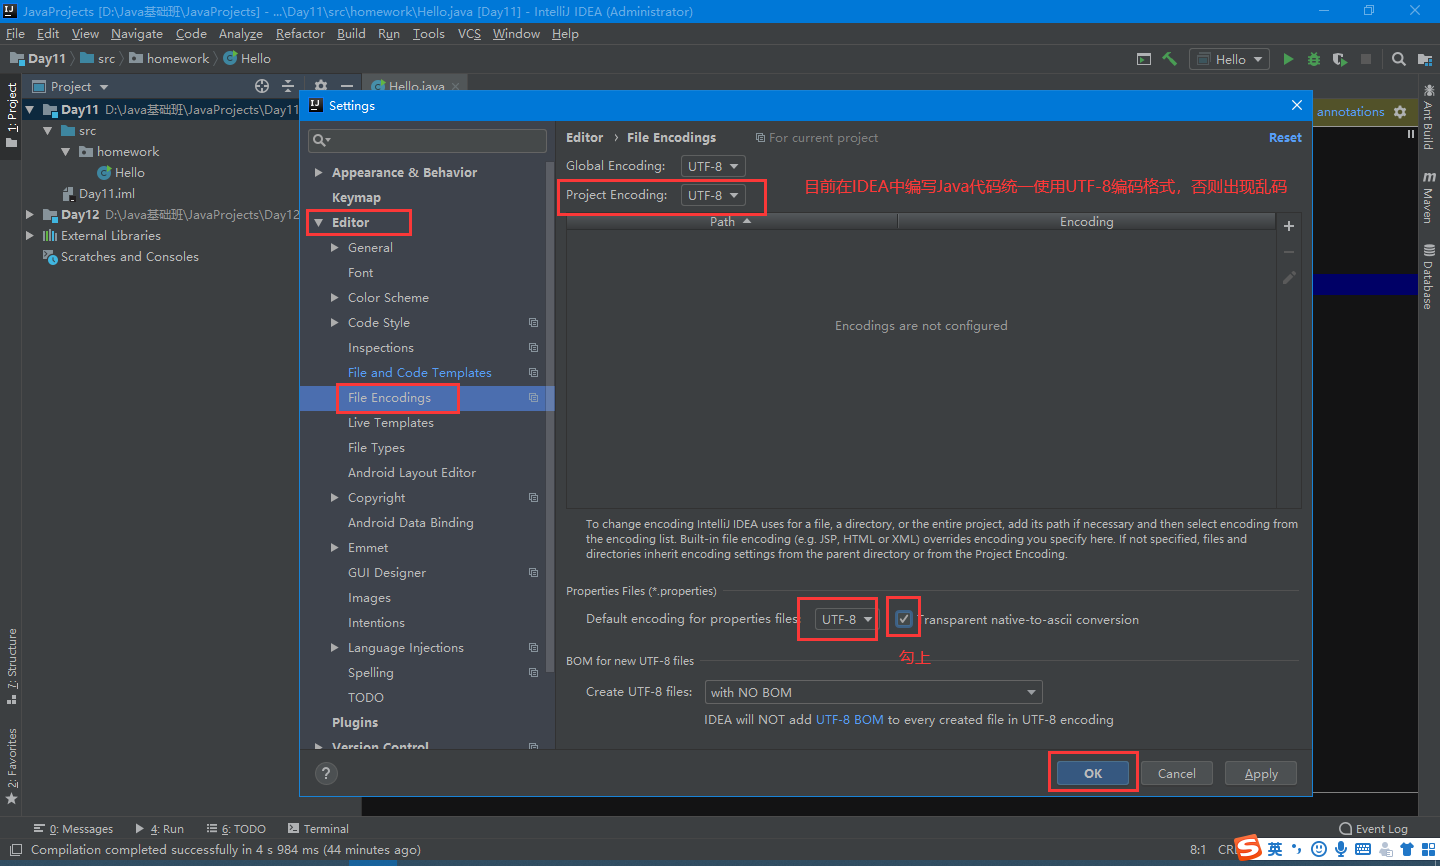 JavaProjects [D:\Java基础班\JavaProjects] - ...\Day11\src\homework\Hello.java [Day11] - IntelliJ IDEA (Administrator)
File Edit View Navigate Code Analyze Refactor Build Run Tools VCS Window Help
Day11 src homework Hello
Hello
Project
Hello.java
1: Project
Day11 D:\Java基础班\JavaProjects\Day11
src
homework
Hello
Day11.iml
Day12 D:\Java基础班\JavaProjects\Day12
External Libraries
Scratches and Consoles
7: Structure
2: Favorites
Settings
Appearance & Behavior
Keymap
Editor
General
Font
Color Scheme
Code Style
Inspections
File and Code Templates
File Encodings
Live Templates
File Types
Android Layout Editor
Copyright
Android Data Binding
Emmet
GUI Designer
Images
Intentions
Language Injections
Spelling
TODO
Plugins
Version Control
Editor › File Encodings
For current project
Reset
Global Encoding: UTF-8
Project Encoding: UTF-8
目前在IDEA中编写Java代码统一使用UTF-8编码格式，否则出现乱码
Path Encoding
Encodings are not configured
To change encoding IntelliJ IDEA uses for a file, a directory, or the entire project, add its path if necessary and then select encoding from
the encoding list. Built-in file encoding (e.g. JSP, HTML or XML) overrides encoding you specify here. If not specified, files and
directories inherit encoding settings from the parent directory or from the Project Encoding.
Properties Files (*.properties)
Default encoding for properties files: UTF-8 Transparent native-to-ascii conversion
勾上
BOM for new UTF-8 files
Create UTF-8 files: with NO BOM
IDEA will NOT add UTF-8 BOM to every created file in UTF-8 encoding
?
OK Cancel Apply
annotations
Ant Build
Maven
Database
0: Messages 4: Run 6: TODO Terminal
Event Log
Compilation completed successfully in 4 s 984 ms (44 minutes ago)
8:1
英